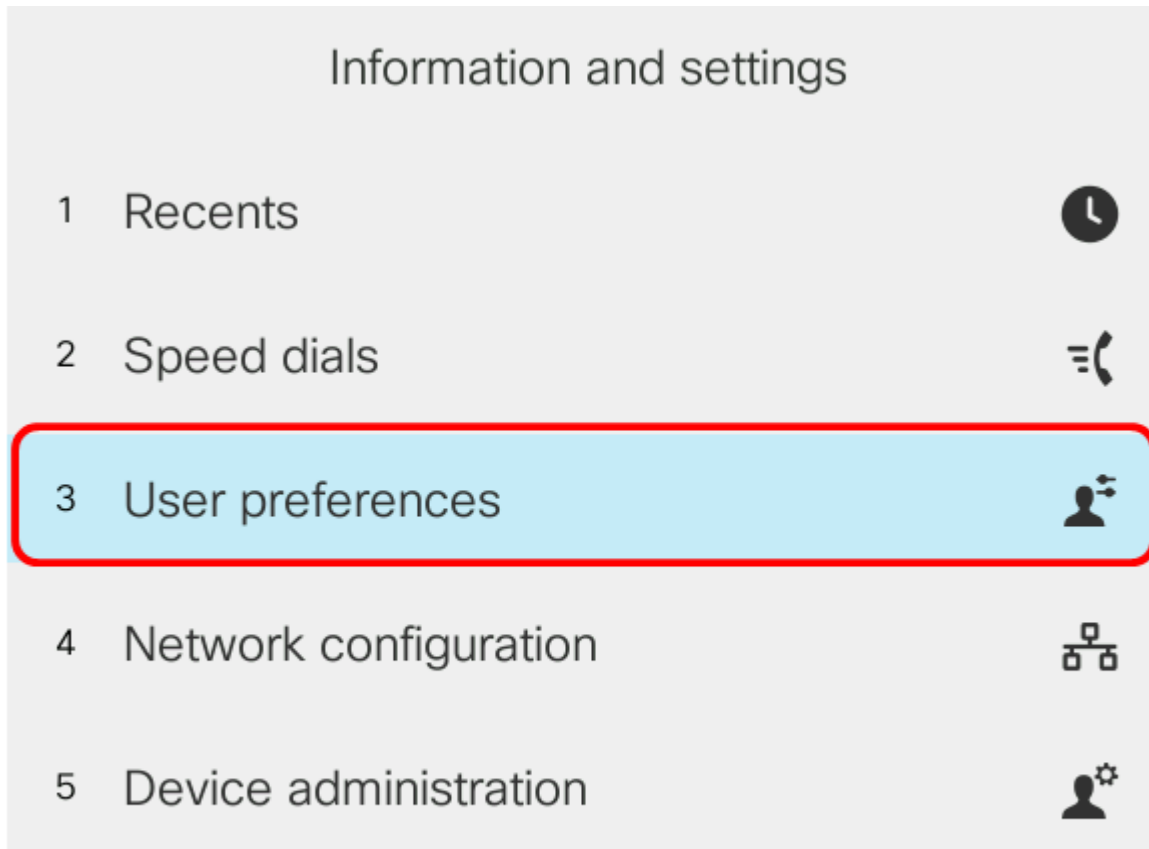 Information and settings
1 Recents
2 Speed dials
3 User preferences
4 Network configuration
5 Device administration